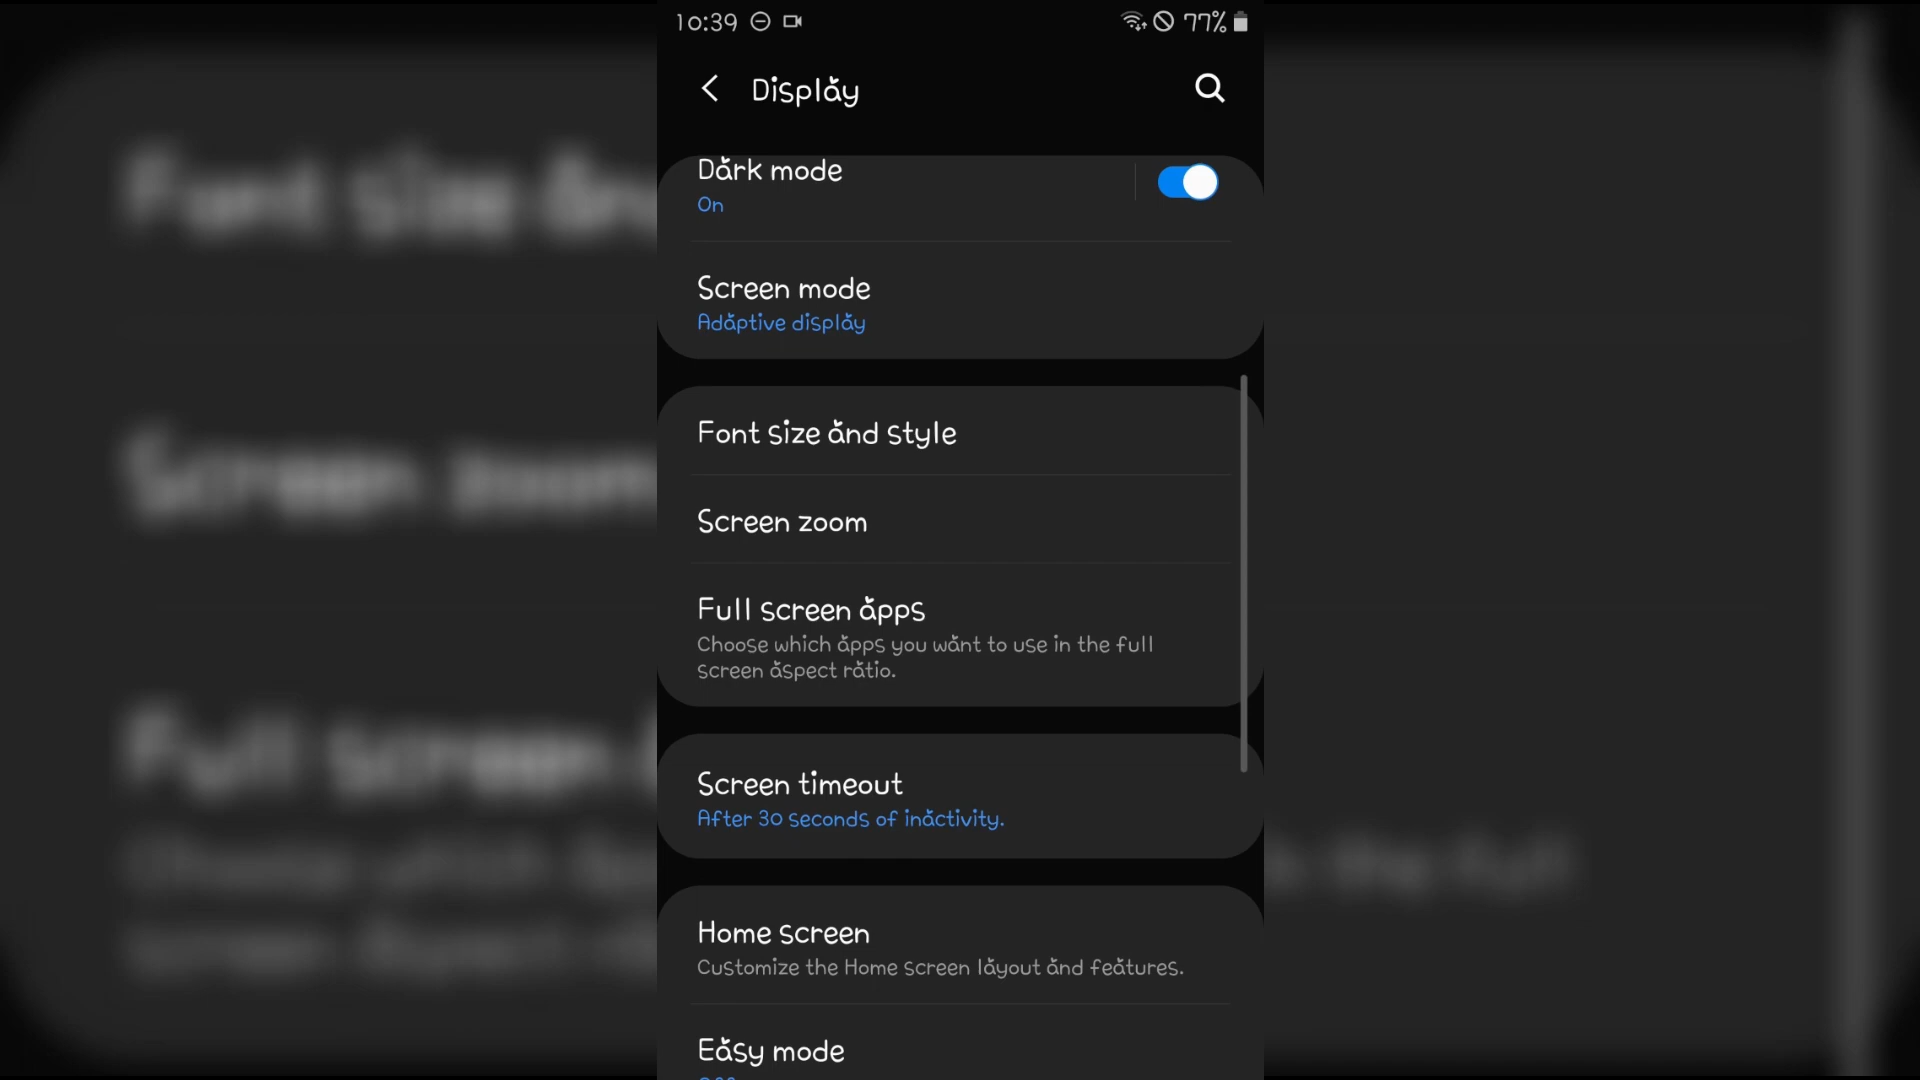 10:39 77%
Display
Dark mode
On
Screen mode
Adaptive display
Font size and style
Screen zoom
Full screen apps
Choose which apps you want to use in the full
screen aspect ratio.
Screen timeout
After 30 seconds of inactivity.
Home screen
Customize the Home screen layout and features.
Easy mode